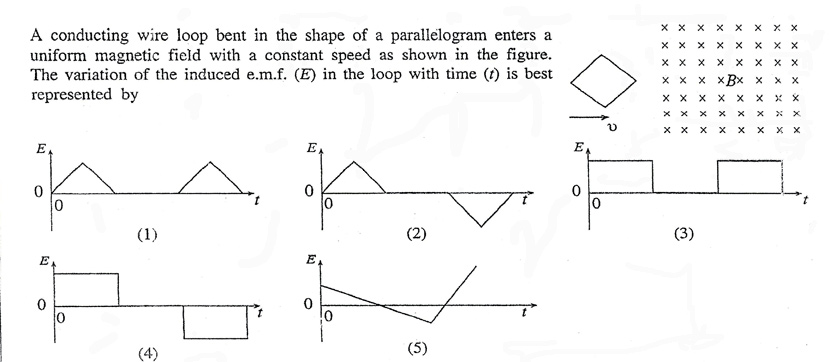 A conducting wire loop bent in the shape of a parallelogram enters a
uniform magnetic field with a constant speed as shown in the figure.
The variation of the induced e.m.f. (E) in the loop with time (t) is best
represented by
× × × × × × × ×
× × × × × × × ×
× × × × × × × ×
× × × ×B× × × ×
× × × × × × × ×
× × × × × × × ×
× × × × × × × ×
υ
E
0
0
t
(1)
E
0
0
t
(2)
E
0
0
t
(3)
E
0
0
t
(4)
E
0
0
t
(5)